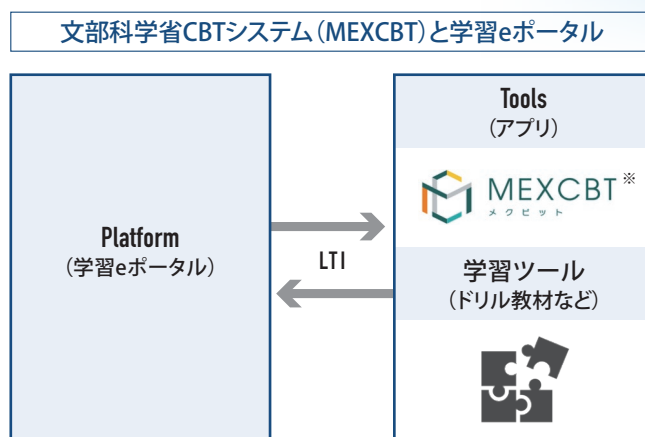 文部科学省CBTシステム（MEXCBT）と学習eポータル
Platform
（学習eポータル）
LTI
Tools
（アプリ）
MEXCBT※
メクビット
学習ツール
（ドリル教材など）